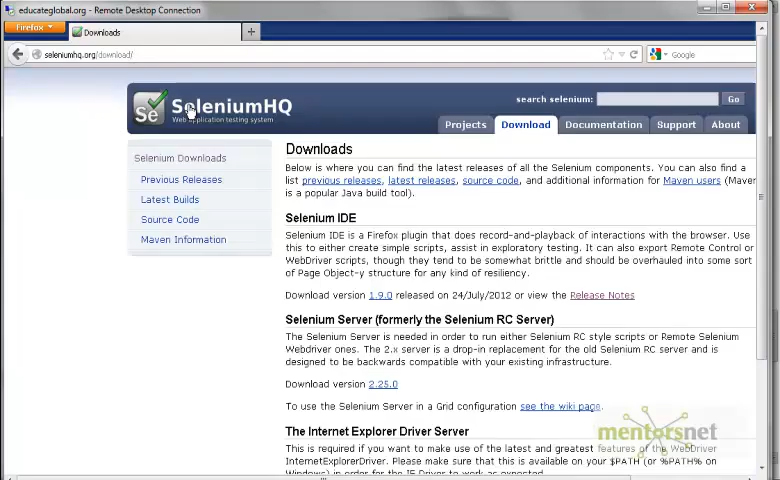 educateglobal.org - Remote Desktop Connection
Firefox
Downloads
seleniumhq.org/download/
Google
SeleniumHQ
Web application testing system
search selenium:
Go
Projects Download Documentation Support About
Selenium Downloads
Previous Releases
Latest Builds
Source Code
Maven Information
Downloads
Below is where you can find the latest releases of all the Selenium components. You can also find a
list previous releases, latest releases, source code, and additional information for Maven users (Maven
is a popular Java build tool).
Selenium IDE
Selenium IDE is a Firefox plugin that does record-and-playback of interactions with the browser. Use
this to either create simple scripts, assist in exploratory testing. It can also export Remote Control or
WebDriver scripts, though they tend to be somewhat brittle and should be overhauled into some sort
of Page Object-y structure for any kind of resiliency.
Download version 1.9.0 released on 24/July/2012 or view the Release Notes
Selenium Server (formerly the Selenium RC Server)
The Selenium Server is needed in order to run either Selenium RC style scripts or Remote Selenium
Webdriver ones. The 2.x server is a drop-in replacement for the old Selenium RC server and is
designed to be backwards compatible with your existing infrastructure.
Download version 2.25.0
To use the Selenium Server in a Grid configuration see the wiki page.
mentorsnet
The Internet Explorer Driver Server
This is required if you want to make use of the latest and greatest features of the WebDriver
InternetExplorerDriver. Please make sure that this is available on your $PATH (or %PATH% on
Windows) in order for the IE Driver to work as expected.